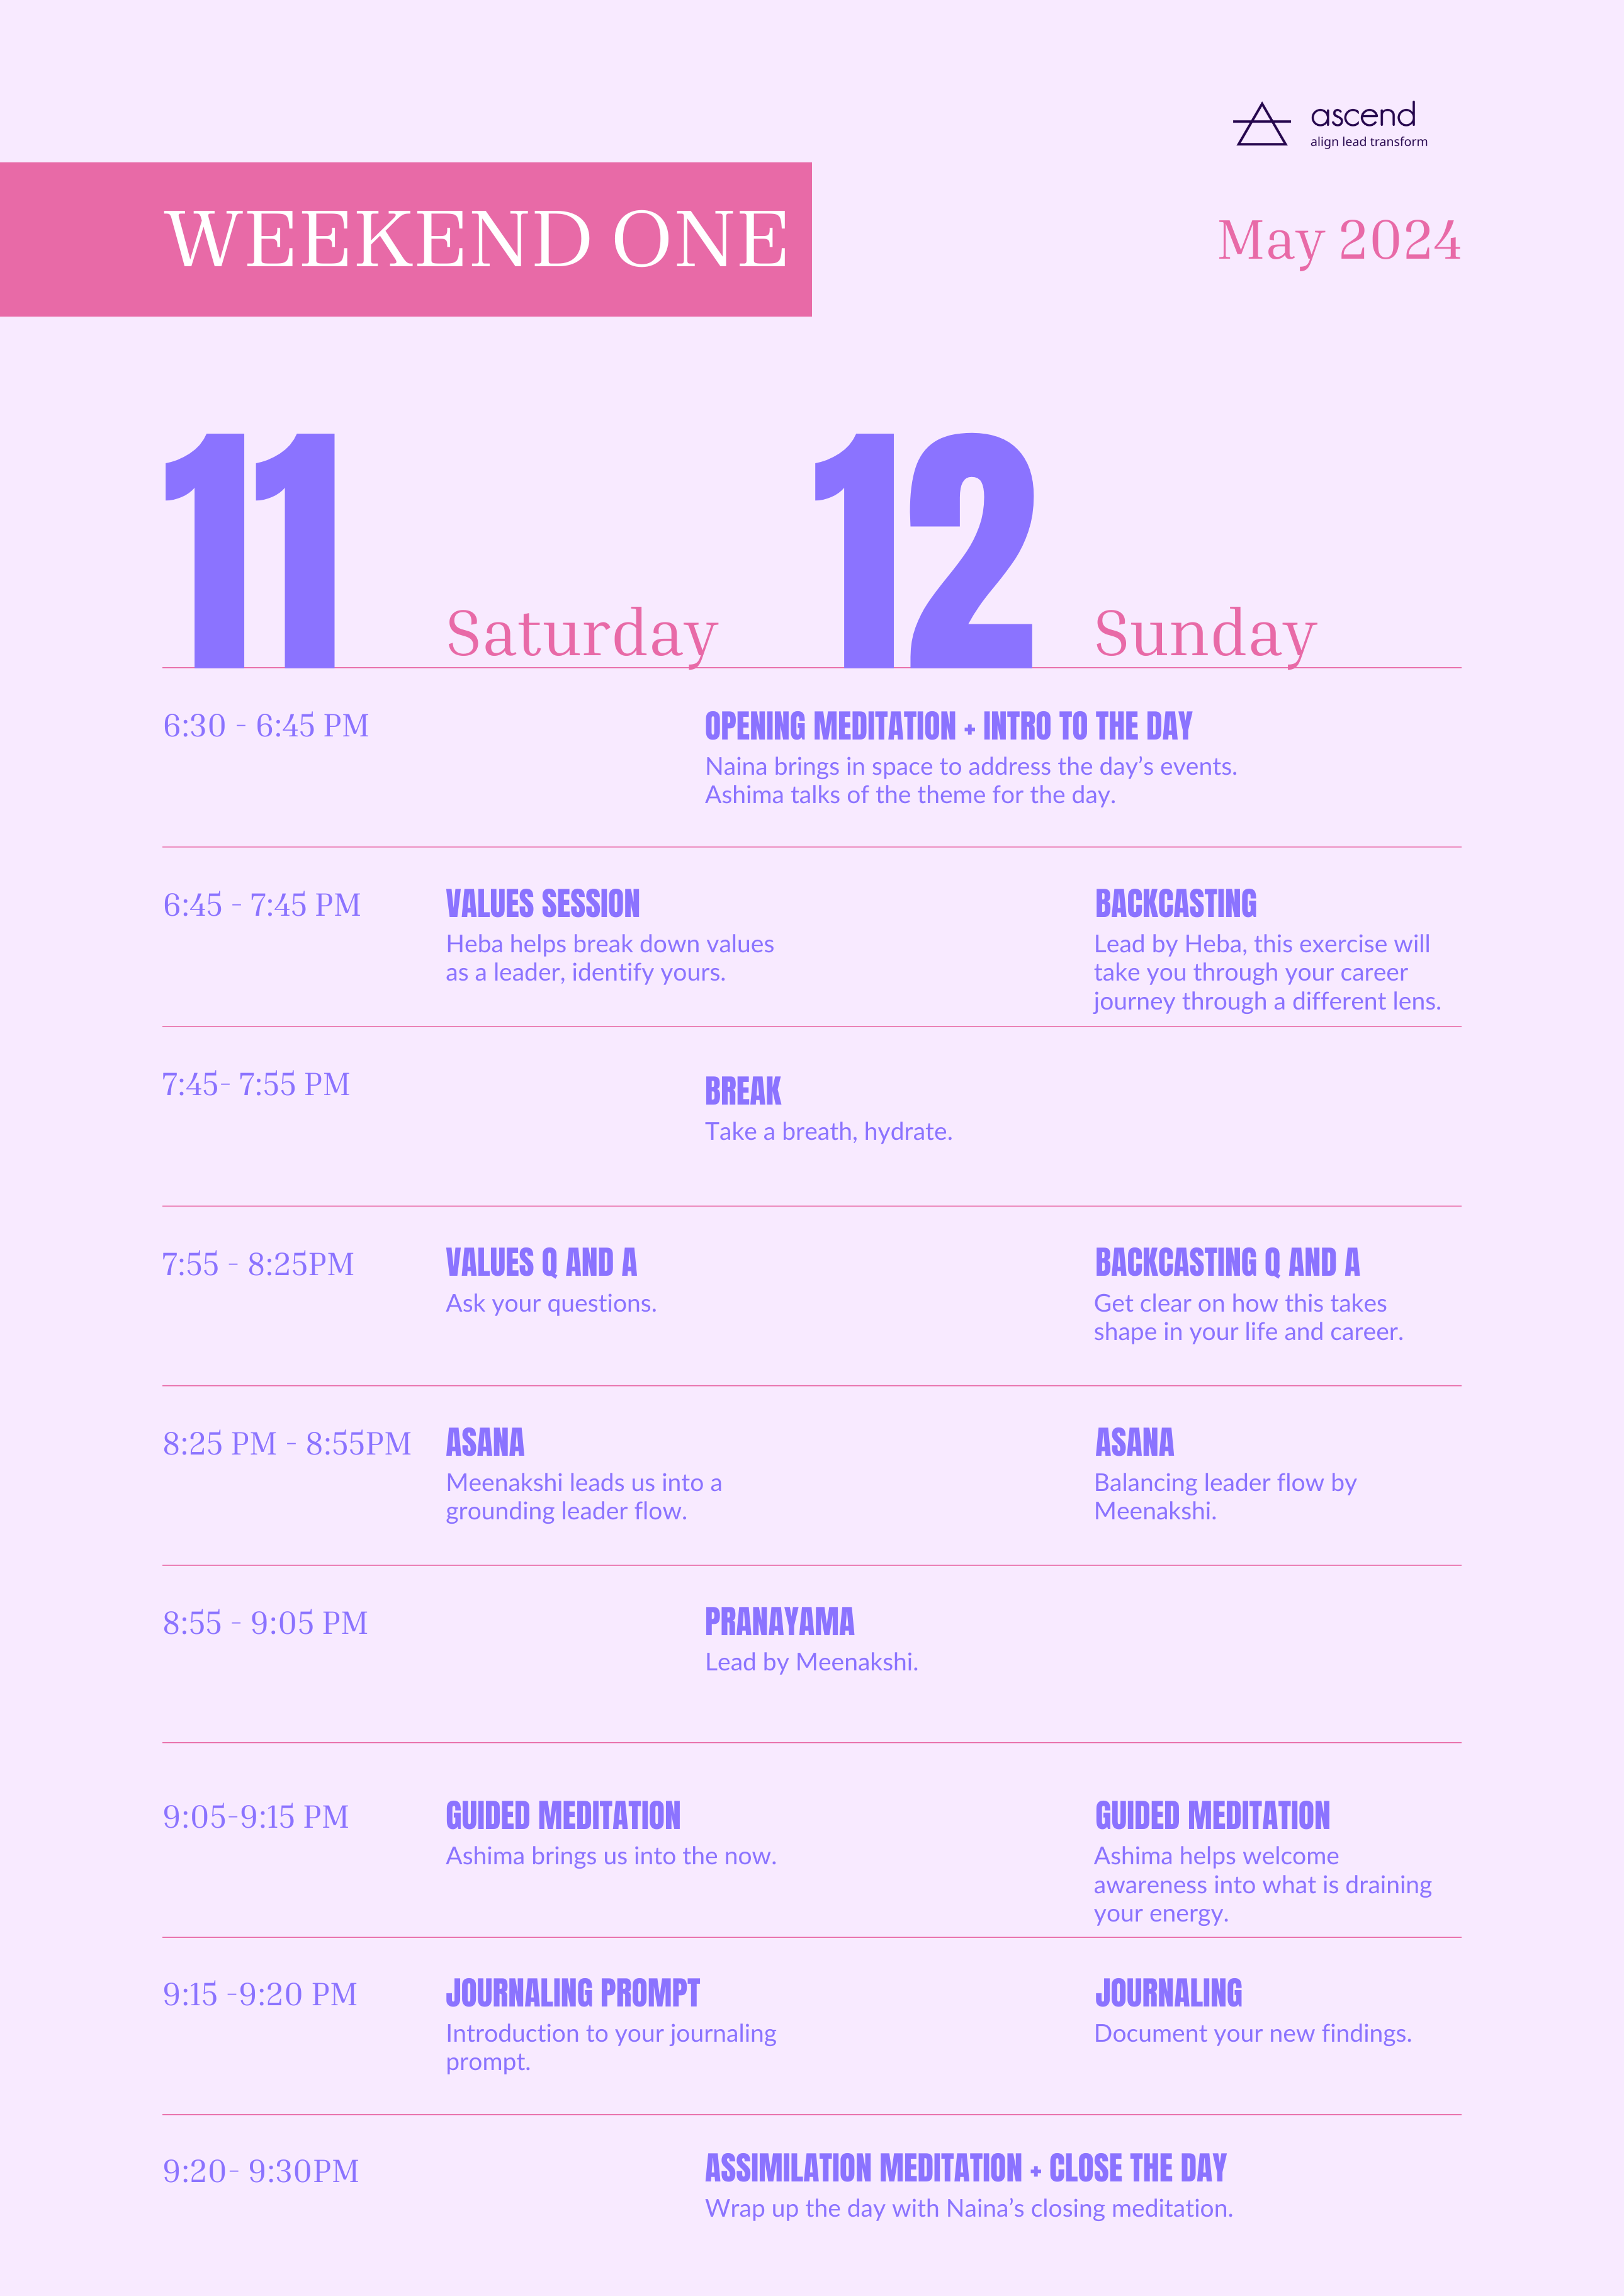 ascend
align lead transform
WEEKEND ONE
May 2024
11
Saturday
12
Sunday
6:30 - 6:45 PM
OPENING MEDITATION + INTRO TO THE DAY
Naina brings in space to address the day’s events.
Ashima talks of the theme for the day.
6:45 - 7:45 PM
VALUES SESSION
Heba helps break down values
as a leader, identify yours.
BACKCASTING
Lead by Heba, this exercise will
take you through your career
journey through a different lens.
7:45- 7:55 PM
BREAK
Take a breath, hydrate.
7:55 - 8:25PM
VALUES Q AND A
Ask your questions.
BACKCASTING Q AND A
Get clear on how this takes
shape in your life and career.
8:25 PM - 8:55PM
ASANA
Meenakshi leads us into a
grounding leader flow.
ASANA
Balancing leader flow by
Meenakshi.
8:55 - 9:05 PM
PRANAYAMA
Lead by Meenakshi.
9:05-9:15 PM
GUIDED MEDITATION
Ashima brings us into the now.
GUIDED MEDITATION
Ashima helps welcome
awareness into what is draining
your energy.
9:15 -9:20 PM
JOURNALING PROMPT
Introduction to your journaling
prompt.
JOURNALING
Document your new findings.
9:20- 9:30PM
ASSIMILATION MEDITATION + CLOSE THE DAY
Wrap up the day with Naina’s closing meditation.